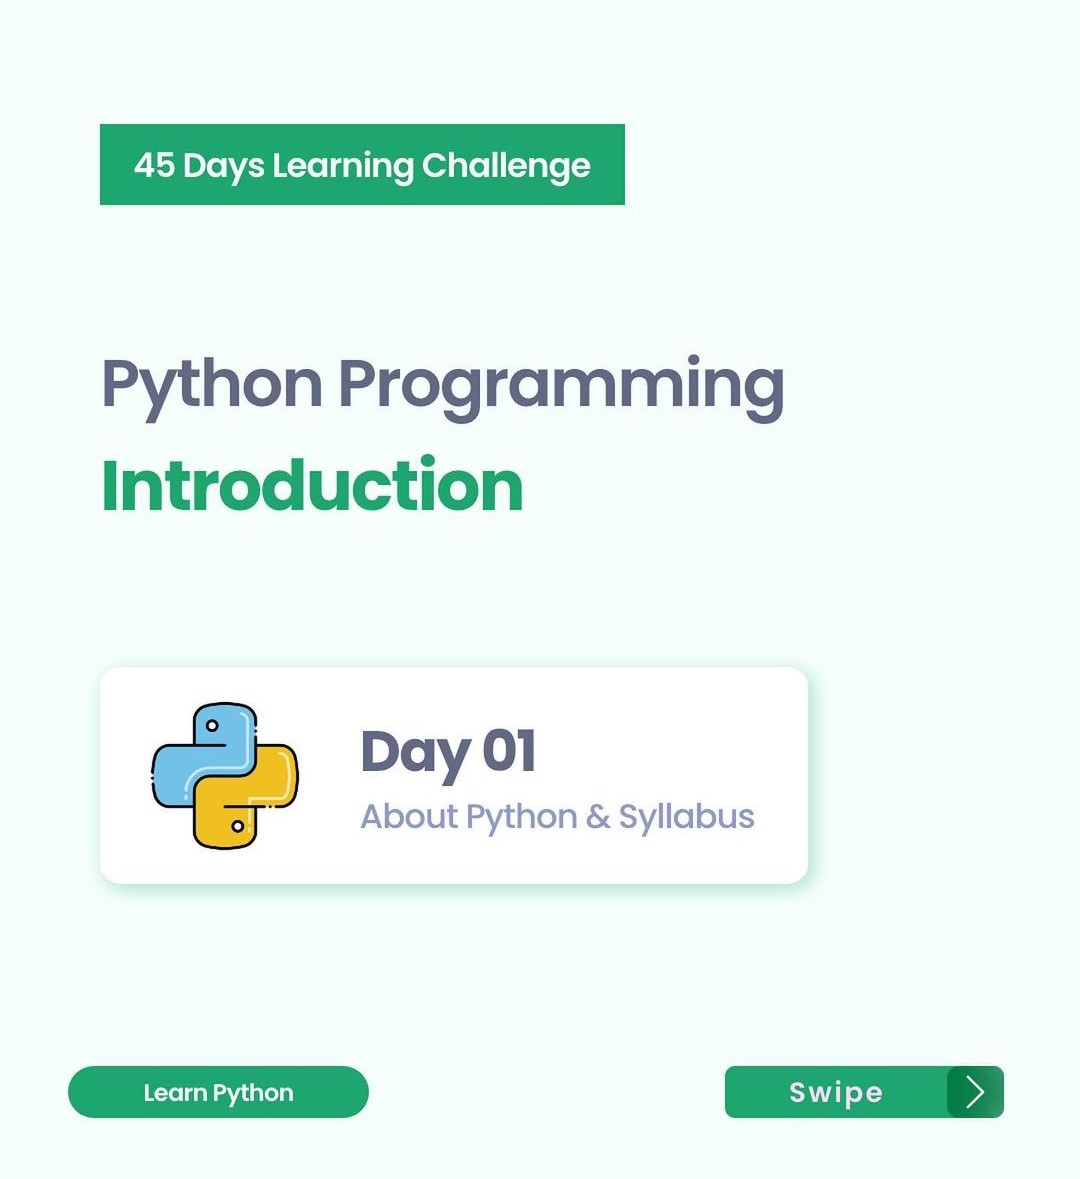 45 Days Learning Challenge
Python Programming
Introduction
Day 01
About Python & Syllabus
Learn Python
Swipe